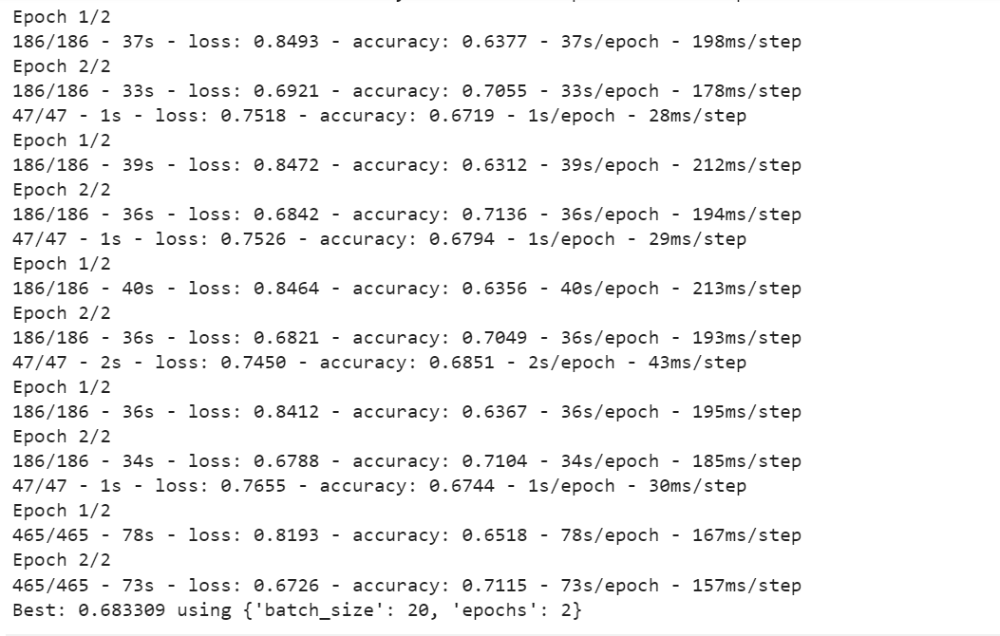 Epoch 1/2
186/186 - 37s - loss: 0.8493 - accuracy: 0.6377 - 37s/epoch - 198ms/step
Epoch 2/2
186/186 - 33s - loss: 0.6921 - accuracy: 0.7055 - 33s/epoch - 178ms/step
47/47 - 1s - loss: 0.7518 - accuracy: 0.6719 - 1s/epoch - 28ms/step
Epoch 1/2
186/186 - 39s - loss: 0.8472 - accuracy: 0.6312 - 39s/epoch - 212ms/step
Epoch 2/2
186/186 - 36s - loss: 0.6842 - accuracy: 0.7136 - 36s/epoch - 194ms/step
47/47 - 1s - loss: 0.7526 - accuracy: 0.6794 - 1s/epoch - 29ms/step
Epoch 1/2
186/186 - 40s - loss: 0.8464 - accuracy: 0.6356 - 40s/epoch - 213ms/step
Epoch 2/2
186/186 - 36s - loss: 0.6821 - accuracy: 0.7049 - 36s/epoch - 193ms/step
47/47 - 2s - loss: 0.7450 - accuracy: 0.6851 - 2s/epoch - 43ms/step
Epoch 1/2
186/186 - 36s - loss: 0.8412 - accuracy: 0.6367 - 36s/epoch - 195ms/step
Epoch 2/2
186/186 - 34s - loss: 0.6788 - accuracy: 0.7104 - 34s/epoch - 185ms/step
47/47 - 1s - loss: 0.7655 - accuracy: 0.6744 - 1s/epoch - 30ms/step
Epoch 1/2
465/465 - 78s - loss: 0.8193 - accuracy: 0.6518 - 78s/epoch - 167ms/step
Epoch 2/2
465/465 - 73s - loss: 0.6726 - accuracy: 0.7115 - 73s/epoch - 157ms/step
Best: 0.683309 using {'batch_size': 20, 'epochs': 2}